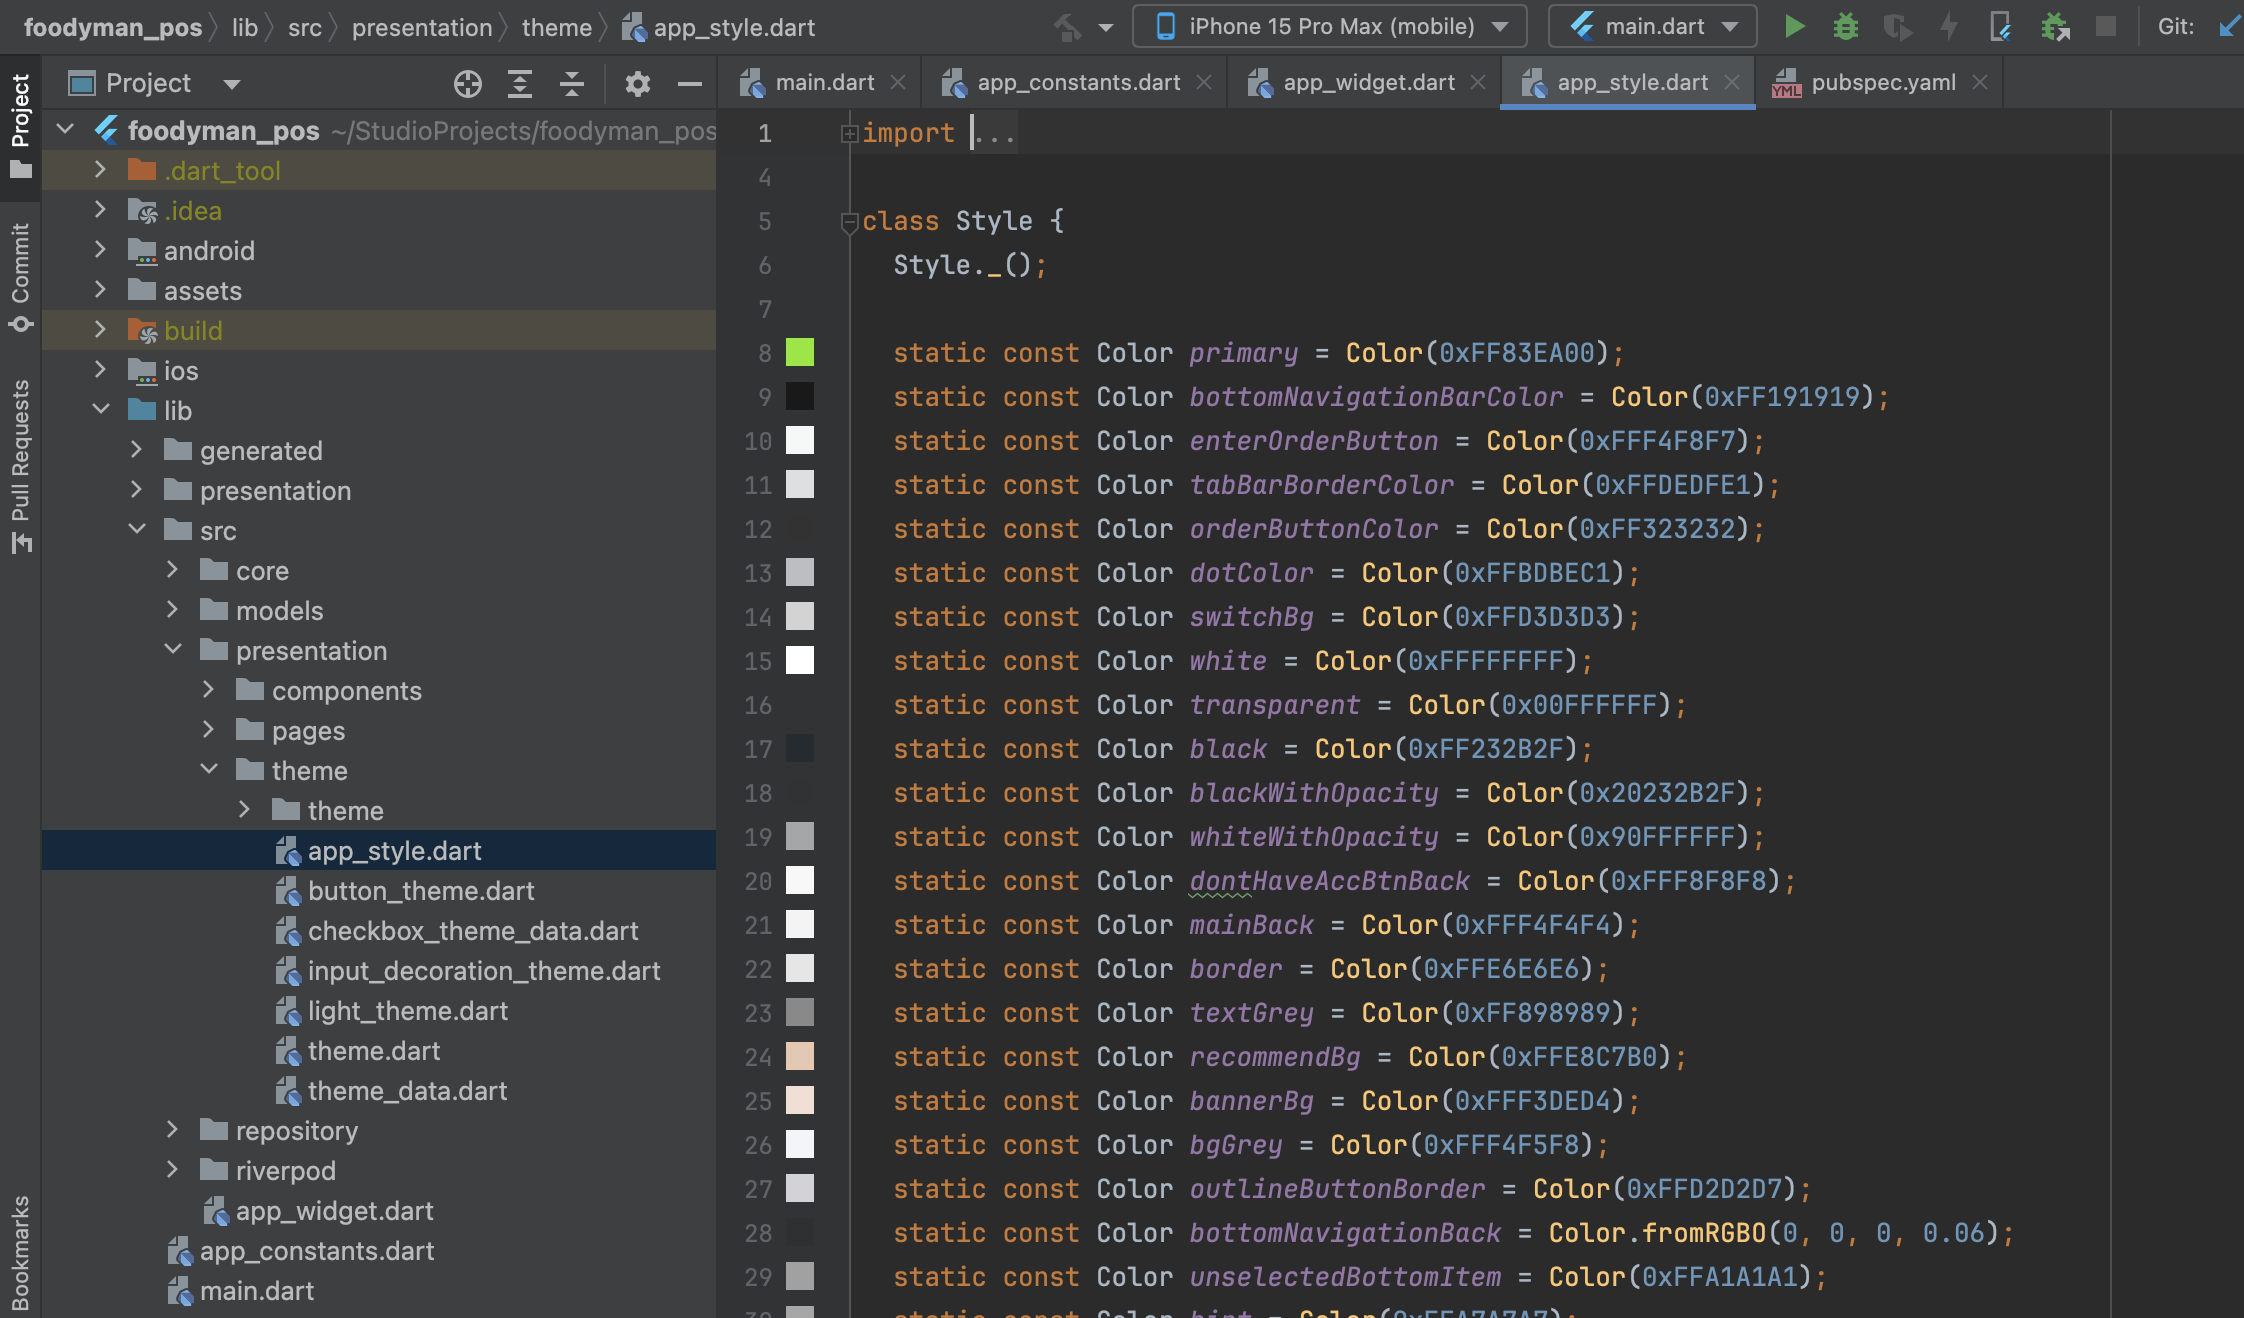 foodyman_pos lib src presentation theme app_style.dart iPhone 15 Pro Max (mobile) main.dart Git:
Project
main.dart app_constants.dart app_widget.dart app_style.dart YML pubspec.yaml
Project
Commit
Pull Requests
Bookmarks
foodyman_pos ~/StudioProjects/foodyman_pos
.dart_tool
.idea
android
assets
build
ios
lib
generated
presentation
src
core
models
presentation
components
pages
theme
theme
app_style.dart
button_theme.dart
checkbox_theme_data.dart
input_decoration_theme.dart
light_theme.dart
theme.dart
theme_data.dart
repository
riverpod
app_widget.dart
app_constants.dart
main.dart
1 import ...
4
5 class Style {
6 Style._();
7
8 static const Color primary = Color(0xFF83EA00);
9 static const Color bottomNavigationBarColor = Color(0xFF191919);
10 static const Color enterOrderButton = Color(0xFFF4F8F7);
11 static const Color tabBarBorderColor = Color(0xFFDEDFE1);
12 static const Color orderButtonColor = Color(0xFF323232);
13 static const Color dotColor = Color(0xFFBDBEC1);
14 static const Color switchBg = Color(0xFFD3D3D3);
15 static const Color white = Color(0xFFFFFFFF);
16 static const Color transparent = Color(0x00FFFFFF);
17 static const Color black = Color(0xFF232B2F);
18 static const Color blackWithOpacity = Color(0x20232B2F);
19 static const Color whiteWithOpacity = Color(0x90FFFFFF);
20 static const Color dontHaveAccBtnBack = Color(0xFFF8F8F8);
21 static const Color mainBack = Color(0xFFF4F4F4);
22 static const Color border = Color(0xFFE6E6E6);
23 static const Color textGrey = Color(0xFF898989);
24 static const Color recommendBg = Color(0xFFE8C7B0);
25 static const Color bannerBg = Color(0xFFF3DED4);
26 static const Color bgGrey = Color(0xFFF4F5F8);
27 static const Color outlineButtonBorder = Color(0xFFD2D2D7);
28 static const Color bottomNavigationBack = Color.fromRGBO(0, 0, 0, 0.06);
29 static const Color unselectedBottomItem = Color(0xFFA1A1A1);
30 static const Color hint = Color(0xFFA7A7A7);